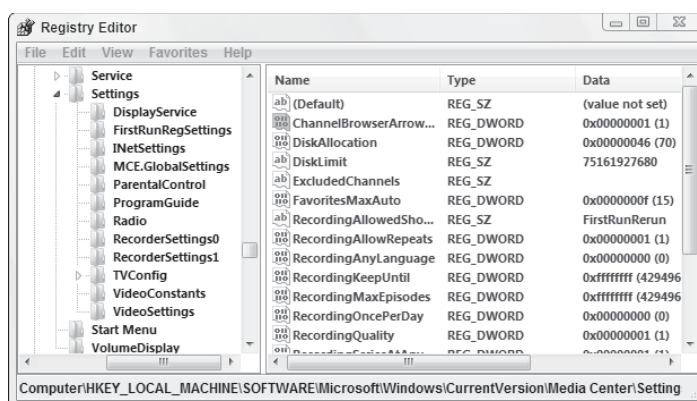 Registry Editor
File Edit View Favorites Help
Service
Settings
DisplayService
FirstRunRegSettings
INetSettings
MCE.GlobalSettings
ParentalControl
ProgramGuide
Radio
RecorderSettings0
RecorderSettings1
TVConfig
VideoConstants
VideoSettings
Start Menu
VolumeDisplay
Name Type Data
(Default) REG_SZ (value not set)
ChannelBrowserArrow... REG_DWORD 0x00000001 (1)
DiskAllocation REG_DWORD 0x00000046 (70)
DiskLimit REG_SZ 75161927680
ExcludedChannels REG_SZ
FavoritesMaxAuto REG_DWORD 0x0000000f (15)
RecordingAllowedSho... REG_SZ FirstRunRerun
RecordingAllowRepeats REG_DWORD 0x00000001 (1)
RecordingAnyLanguage REG_DWORD 0x00000000 (0)
RecordingKeepUntil REG_DWORD 0xffffffff (429496
RecordingMaxEpisodes REG_DWORD 0xffffffff (429496
RecordingOncePerDay REG_DWORD 0x00000000 (0)
RecordingQuality REG_DWORD 0x00000001 (1)
Computer\HKEY_LOCAL_MACHINE\SOFTWARE\Microsoft\Windows\CurrentVersion\Media Center\Setting